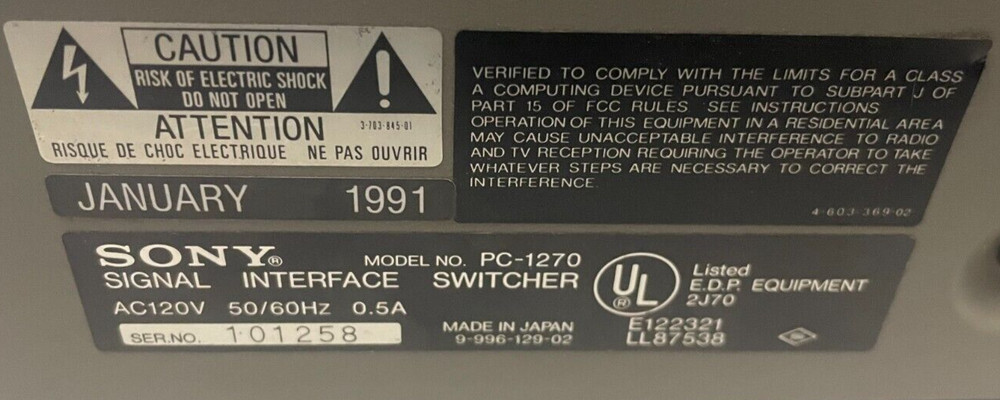 CAUTION
RISK OF ELECTRIC SHOCK
DO NOT OPEN
ATTENTION
3-703-845-01
RISQUE DE CHOC ELECTRIQUE NE PAS OUVRIR
JANUARY 1991
VERIFIED TO COMPLY WITH THE LIMITS FOR A CLASS
A COMPUTING DEVICE PURSUANT TO SUBPART J OF
PART 15 OF FCC RULES SEE INSTRUCTIONS
OPERATION OF THIS EQUIPMENT IN A RESIDENTIAL AREA
MAY CAUSE UNACCEPTABLE INTERFERENCE TO RADIO
AND TV RECEPTION REQUIRING THE OPERATOR TO TAKE
WHATEVER STEPS ARE NECESSARY TO CORRECT THE
INTERFERENCE.
4-603-369-02
SONY® MODEL NO. PC-1270
SIGNAL INTERFACE SWITCHER
AC120V 50/60Hz 0.5A
SER.NO. 101258
MADE IN JAPAN
9-996-129-02
UL®
Listed
E.D.P. EQUIPMENT
2J70
E122321
LL87538